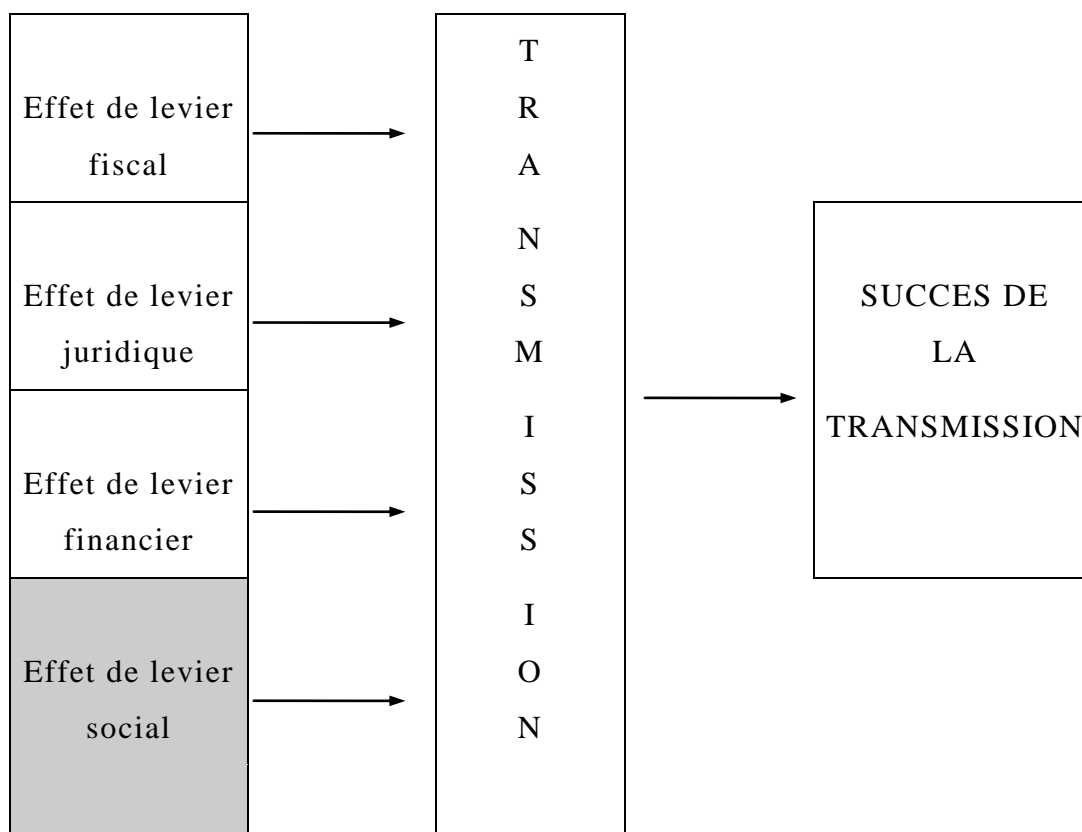 Effet de levier
fiscal
Effet de levier
juridique
Effet de levier
financier
Effet de levier
social
T
R
A
N
S
M
I
S
S
I
O
N
SUCCES DE
LA
TRANSMISSION